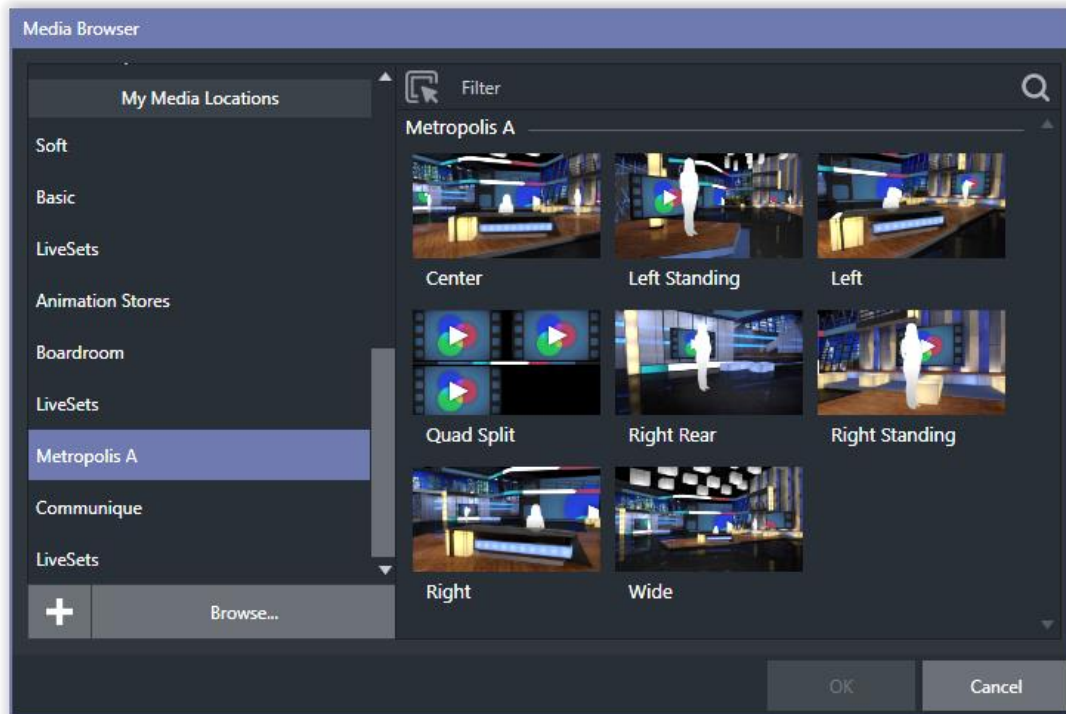 Media Browser
My Media Locations
Soft
Basic
LiveSets
Animation Stores
Boardroom
LiveSets
Metropolis A
Communique
LiveSets
Browse...
Filter
Metropolis A
Center
Left Standing
Left
Quad Split
Right Rear
Right Standing
Right
Wide
OK
Cancel